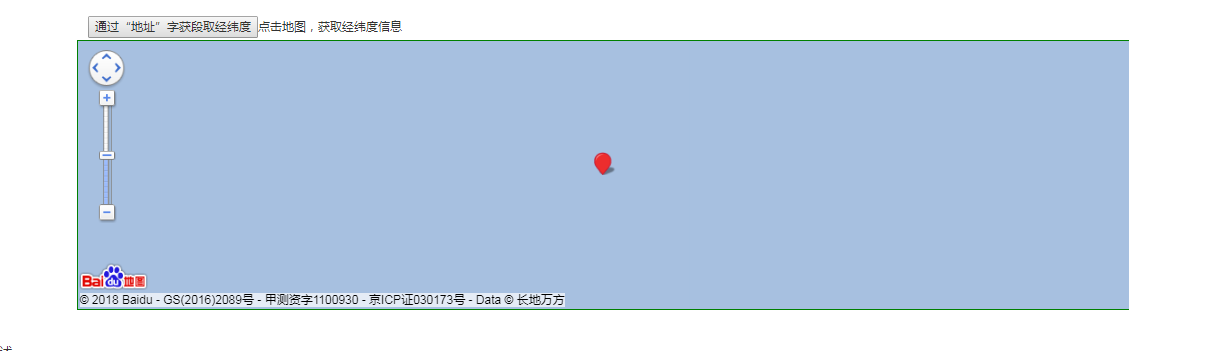 通过“地址”字获段取经纬度 点击地图，获取经纬度信息
Bai du 地图
© 2018 Baidu - GS(2016)2089号 - 甲测资字1100930 - 京ICP证030173号 - Data © 长地万方